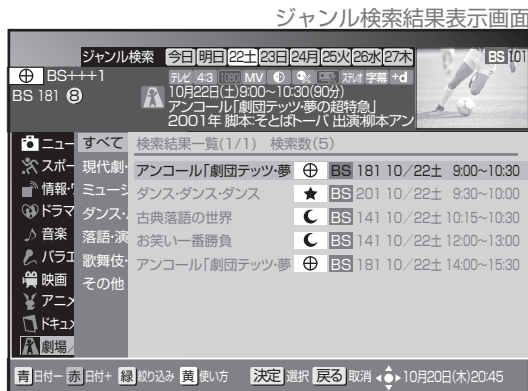 ジャンル検索結果表示画面
ジャンル検索 今日 明日 22土 23日 24月 25火 26水 27木 BS 101
BS+++1 テレビ 4:3 1080 MV ステレオ 字幕 +d
BS 181 ⑧ 10月22日(土)9:00~10:30(90分)
アンコール「劇団テッツ・夢の超特急」
2001年 脚本:そとばトーバ 出演:柳本アン
ニュー すべて 検索結果一覧(1/1) 検索数(5)
スポー 現代劇・ アンコール「劇団テッツ・夢 BS 181 10/22土 9:00~10:30
情報・ワ ミュージ ダンス・ダンス・ダンス ★ BS 201 10/22土 9:30~10:00
ドラマ ダンス・ 古典落語の世界 BS 141 10/22土 10:15~10:30
音楽 落語・演 お笑い一番勝負 BS 141 10/22土 12:00~13:00
バラエ 歌舞伎・ アンコール「劇団テッツ・夢 BS 181 10/22土 14:00~15:30
映画 その他
アニメ
ドキュメ
劇場/
青 日付ー 赤 日付+ 緑 絞り込み 黄 使い方 決定 選択 戻る 取消 10月20日(木)20:45